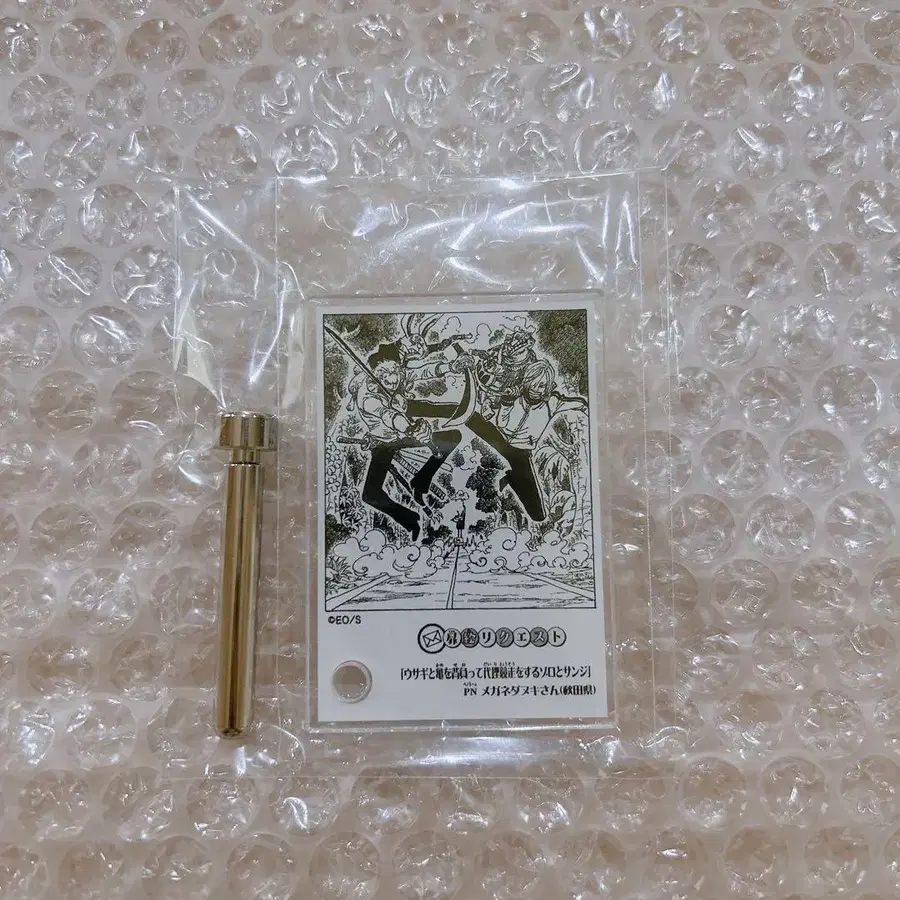 ©EO/S
扉絵リクエスト
「ウサギと亀を背負って代理競走をするゾロとサンジ」
PN メガネダヌキさん(秋田県)